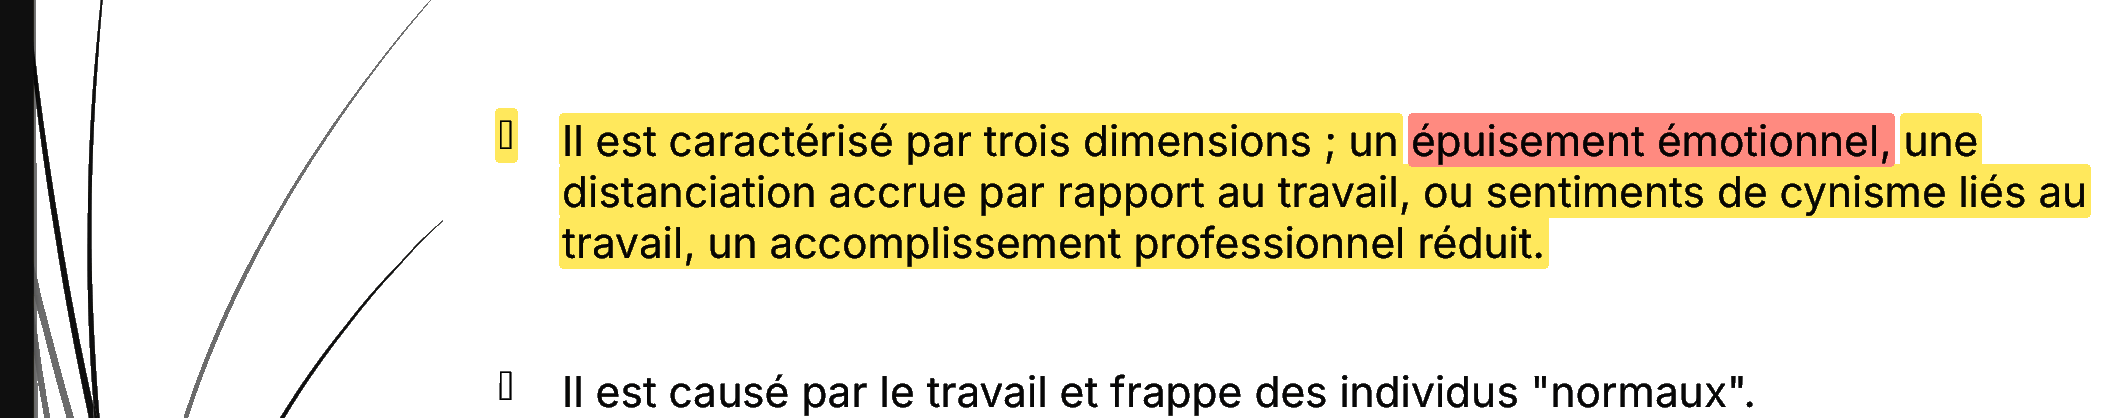 Il est caractérisé par trois dimensions ; un épuisement émotionnel, une
distanciation accrue par rapport au travail, ou sentiments de cynisme liés au
travail, un accomplissement professionnel réduit.
Il est causé par le travail et frappe des individus "normaux".